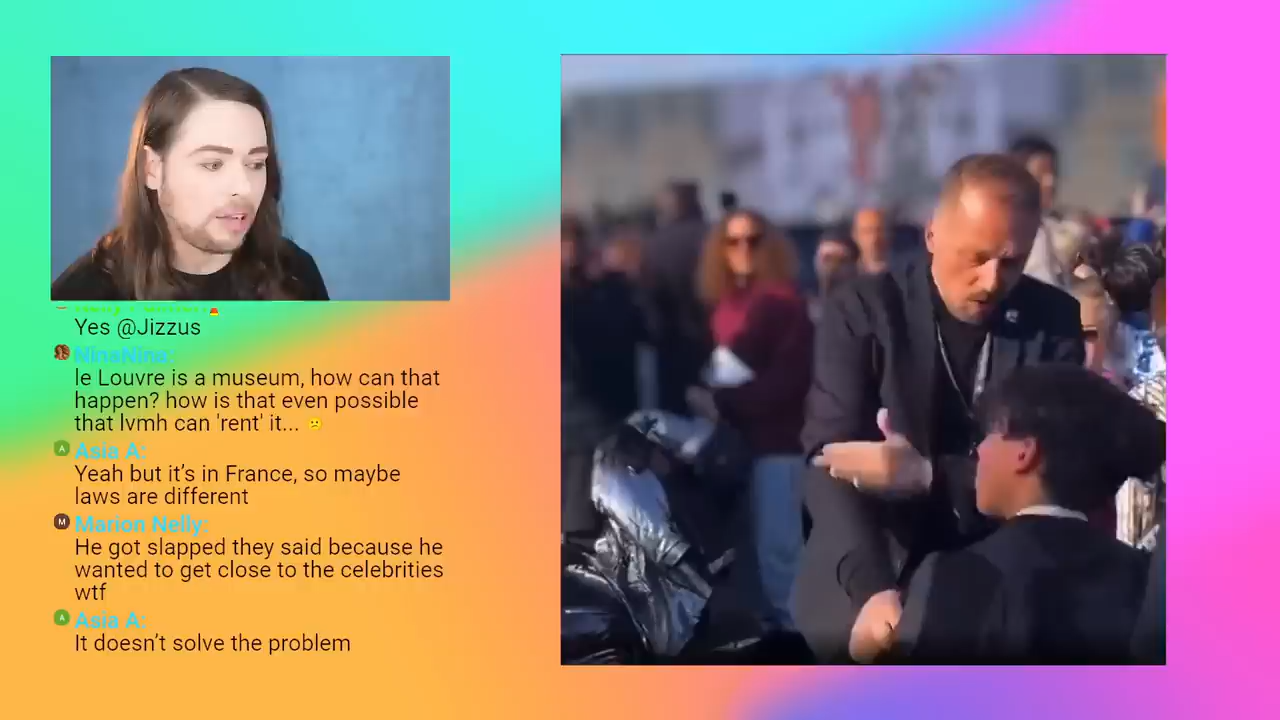 Yes @Jizzus
NinaNina:
le Louvre is a museum, how can that
happen? how is that even possible
that lvmh can 'rent' it...
A Asia A:
Yeah but it’s in France, so maybe
laws are different
M Marion Nelly:
He got slapped they said because he
wanted to get close to the celebrities
wtf
A Asia A:
It doesn’t solve the problem